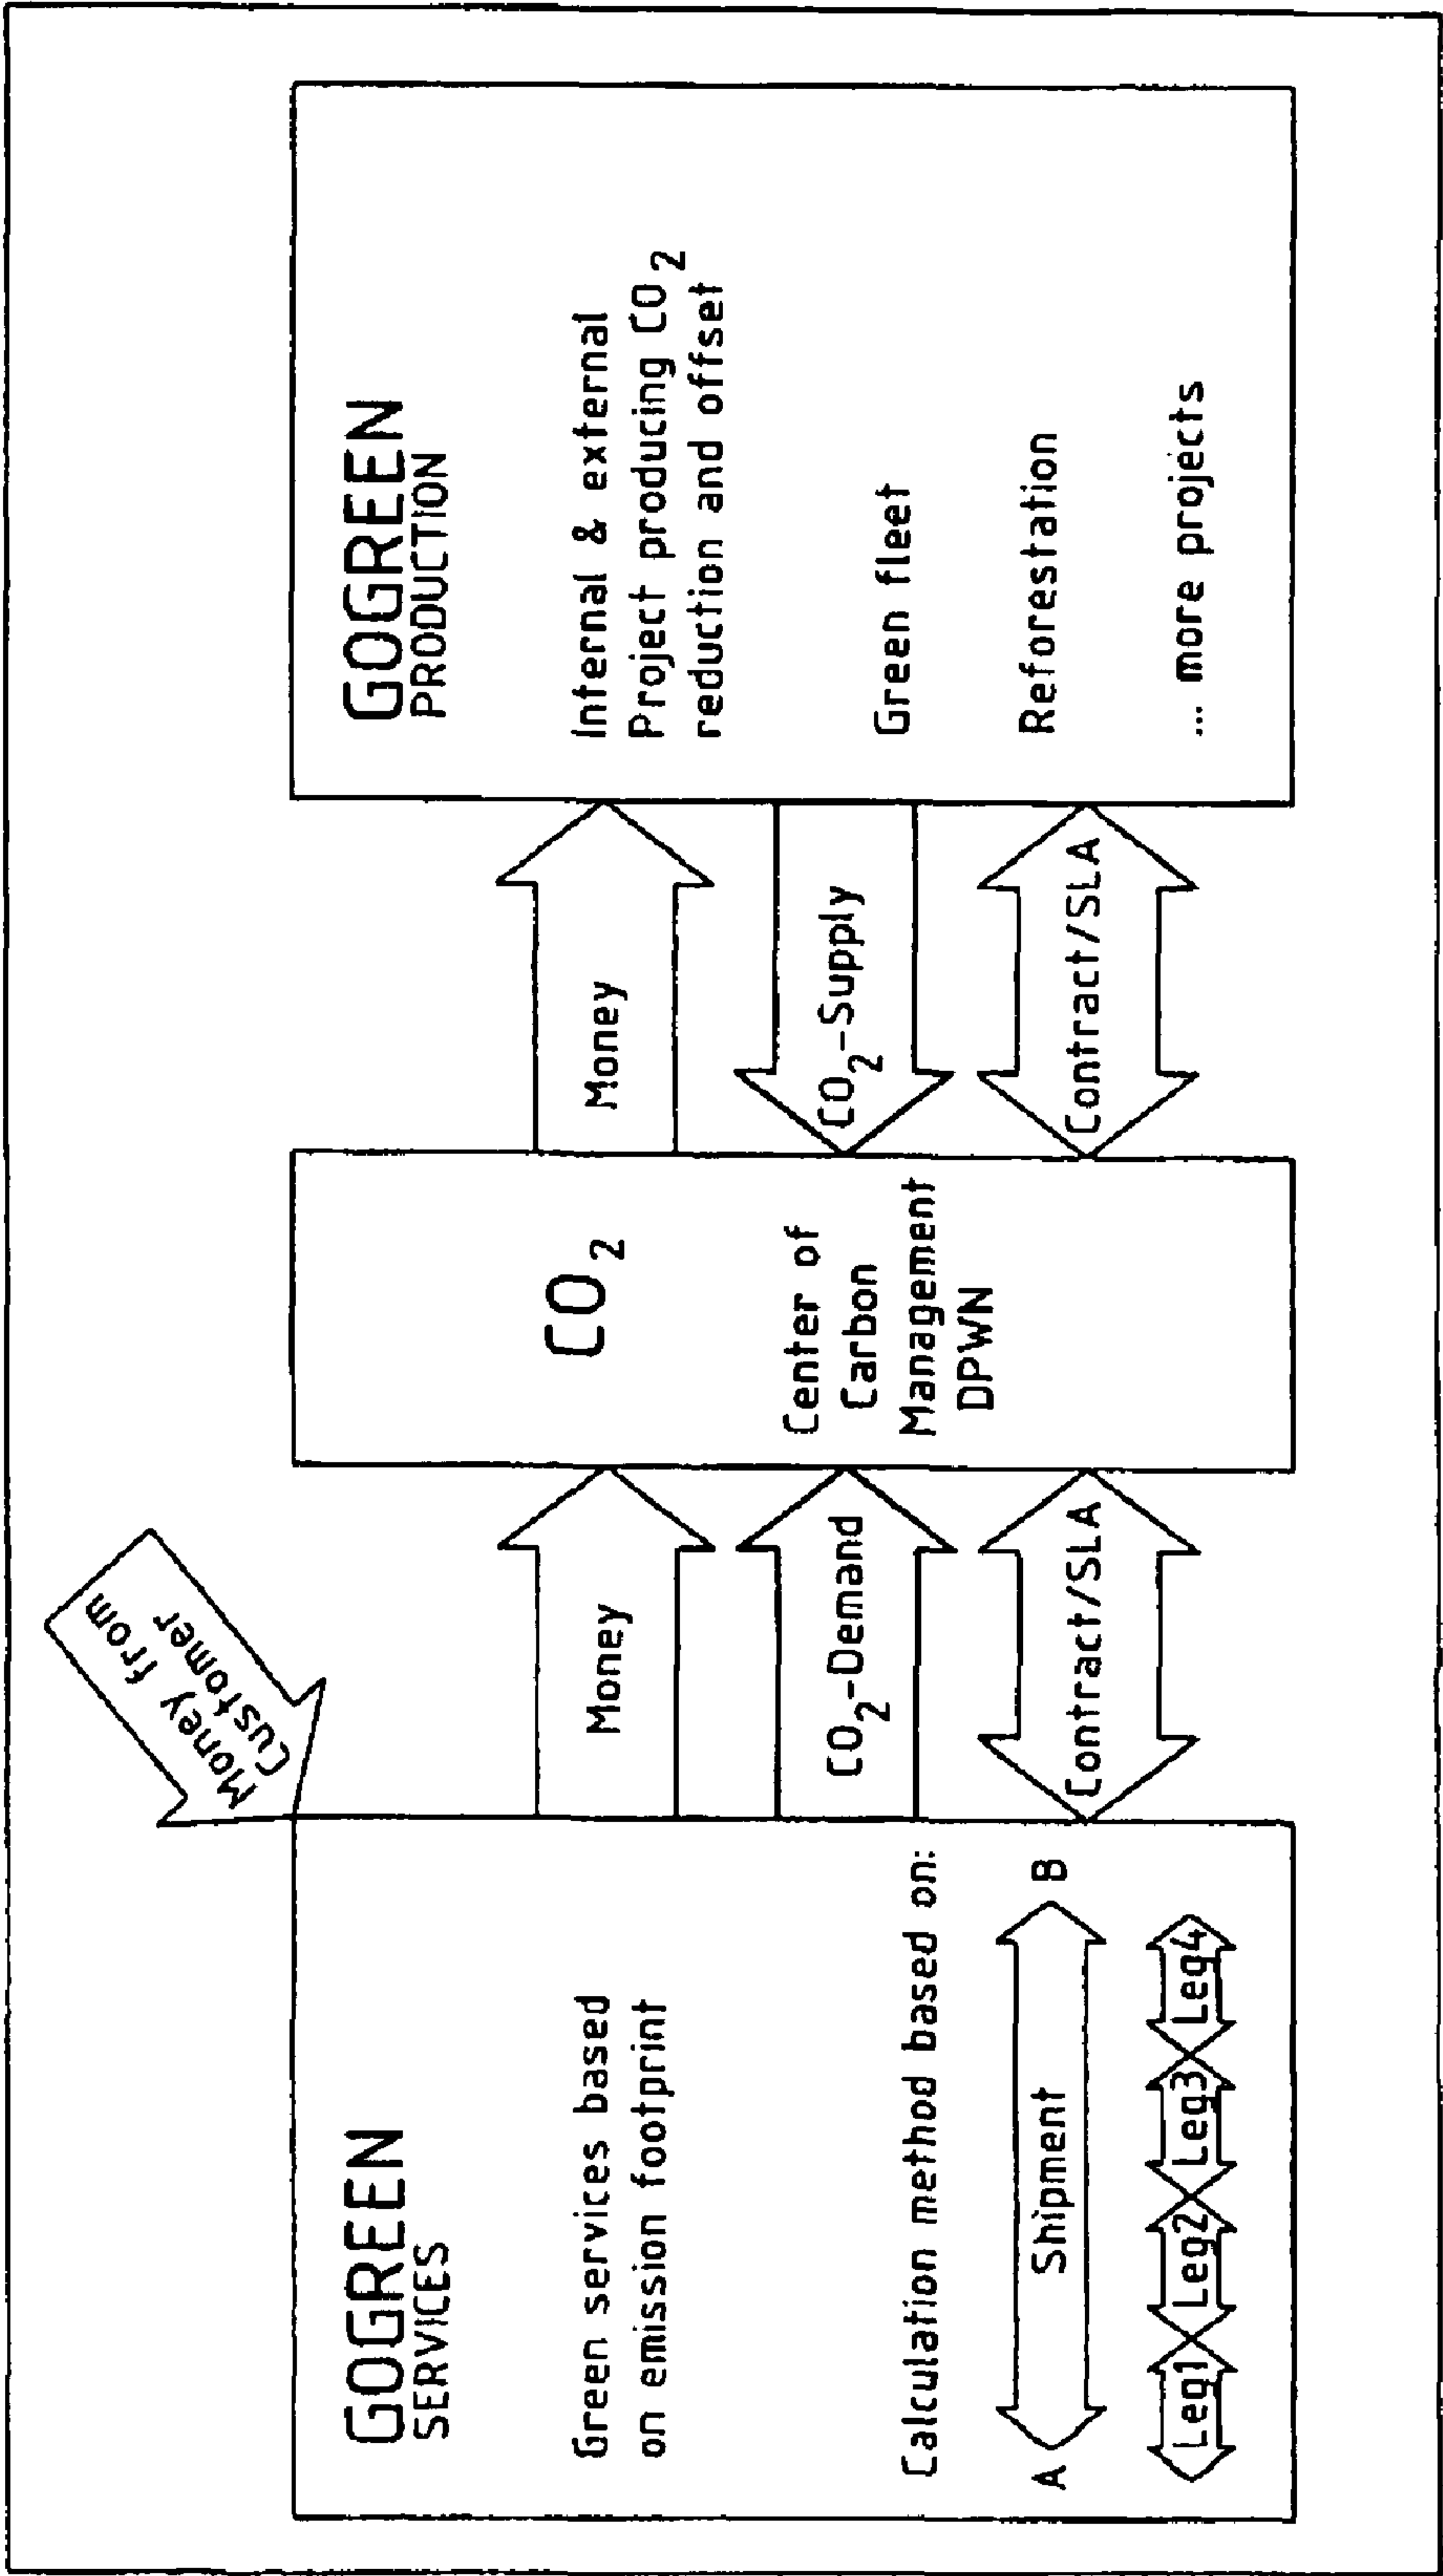 Money from
Customer
GOGREEN
SERVICES
Green services based
on emission footprint
Calculation method based on:
A
Shipment
B
Leg1
Leg2
Leg3
Leg4
Money
CO2-Demand
Contract/SLA
CO2
Center of
Carbon
Management
DPWN
Money
CO2-Supply
Contract/SLA
GOGREEN
PRODUCTION
Internal & external
Project producing CO2
reduction and offset
Green fleet
Reforestation
... more projects